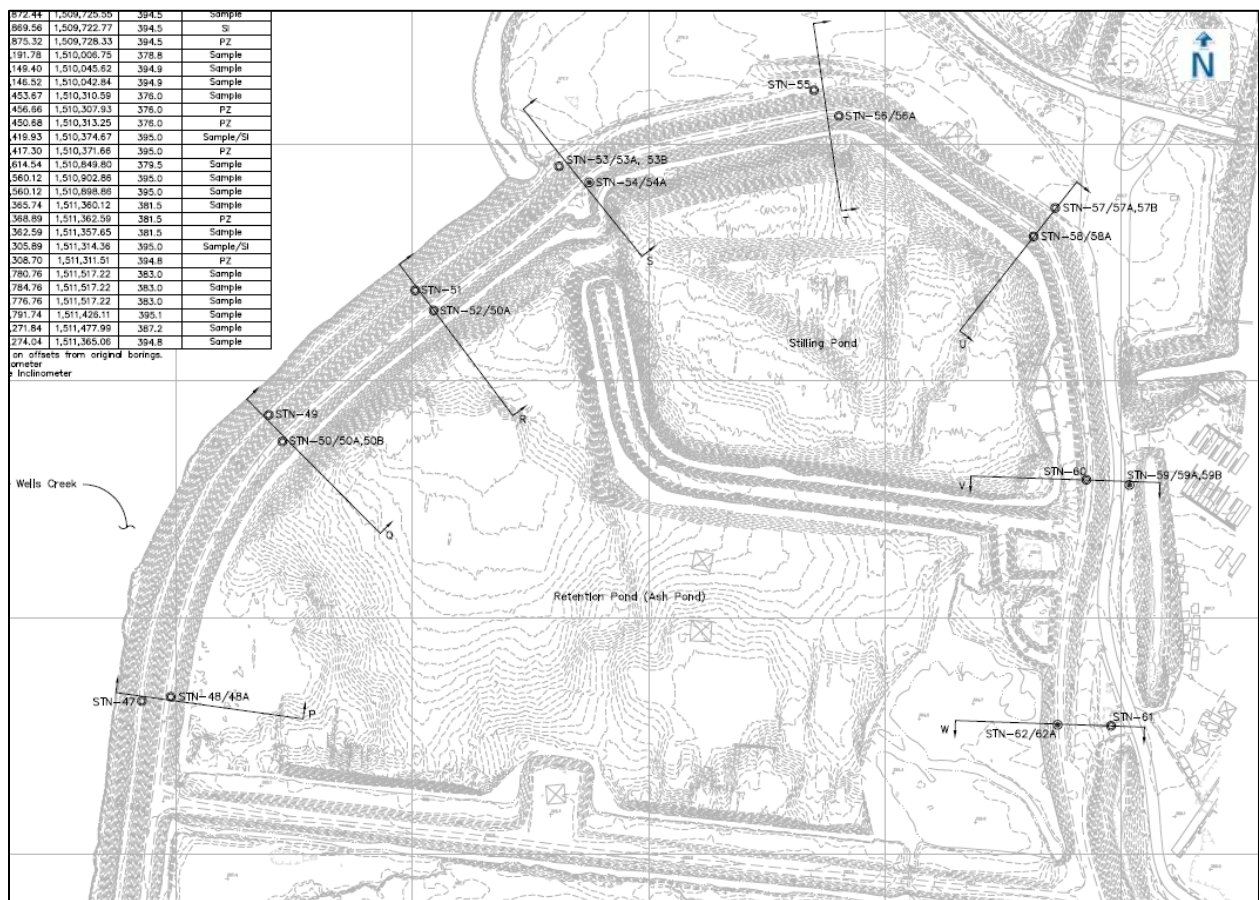 872.44 1,509,725.55 394.5 Sample
669.56 1,509,722.77 394.5 SI
875.32 1,509,728.33 394.5 PZ
,191.78 1,510,006.75 378.8 Sample
,149.40 1,510,045.62 394.9 Sample
,146.52 1,510,042.84 394.9 Sample
453.67 1,510,310.59 376.0 Sample
456.66 1,510,307.93 376.0 PZ
450.68 1,510,313.25 376.0 PZ
,419.93 1,510,374.67 395.0 Sample/SI
,417.30 1,510,371.66 395.0 PZ
,614.54 1,510,849.80 379.5 Sample
,560.12 1,510,902.86 395.0 Sample
,560.12 1,510,898.86 395.0 Sample
,365.74 1,511,360.12 381.5 Sample
,368.89 1,511,362.59 381.5 PZ
,362.59 1,511,357.65 381.5 Sample
,305.89 1,511,314.36 395.0 Sample/SI
,308.70 1,511,311.51 394.8 PZ
,780.76 1,511,517.22 383.0 Sample
,784.76 1,511,517.22 383.0 Sample
,776.76 1,511,517.22 383.0 Sample
,791.74 1,511,426.11 395.1 Sample
,271.84 1,511,477.99 387.2 Sample
,274.04 1,511,365.06 394.8 Sample
on offsets from original borings.
ometer
e Inclinometer
N
STN-55
STN-56/56A
T
STN-53/53A, 53B
STN-54/54A
S
STN-57/57A,57B
STN-58/58A
U
STN-51
STN-52/50A
R
Stilling Pond
STN-49
STN-50/50A,50B
Q
Wells Creek
STN-60
V
STN-59/59A,59B
Retention Pond (Ash Pond)
STN-47
STN-48/48A
P
W
STN-62/62A
STN-61